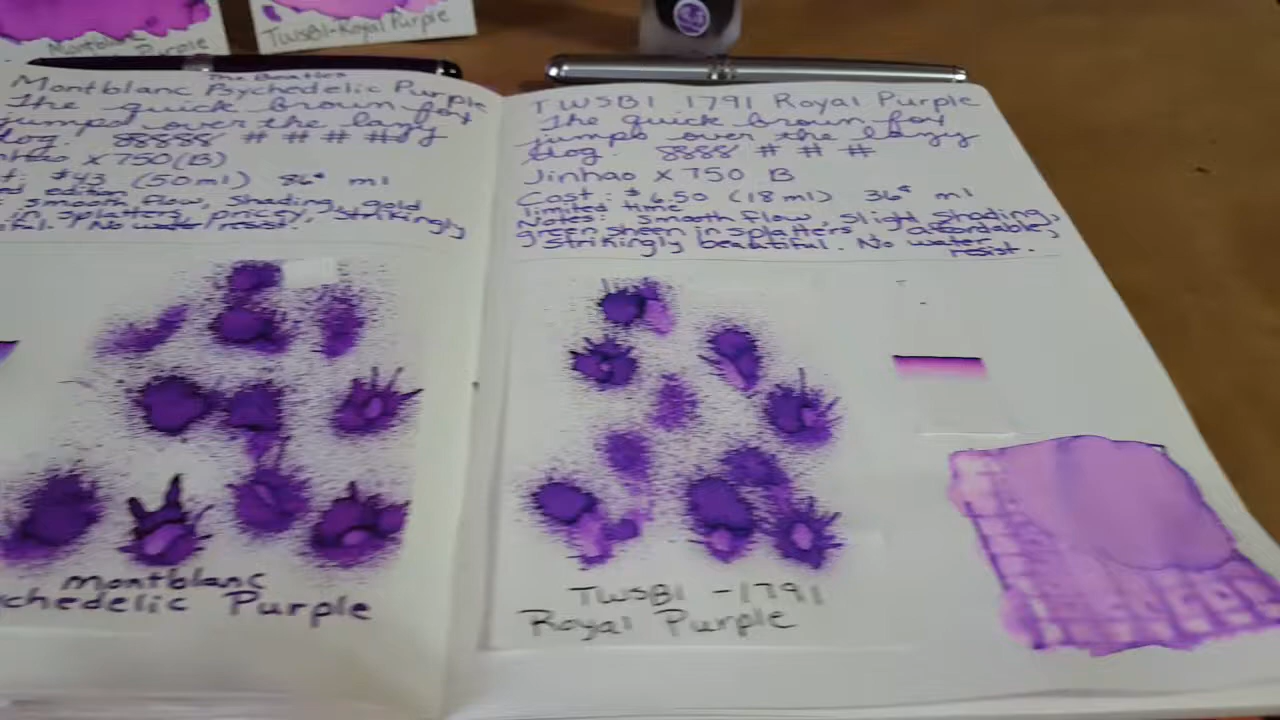 Montblanc Purple
TWSBI-Royal Purple
The Beatles
Montblanc Psychedelic Purple
The quick brown fox
jumps over the lazy
dog. 88888 # # # # #
X750 (B)
$43 (50ml) 86¢ ml
edition
smooth flow, Shading, gold
in splatters, pricey, strikingly
No water resist.
Montblanc
Purple
TWSBI 1791 Royal Purple
The quick brown fox
jumps over the lazy
dog. 8888 # # #
Jinhao X750 B
Cost: $6.50 (18ml) 36¢ ml
limited time
Notes: Smooth flow, slight shading,
green sheen in splatters, affordable,
strikingly beautiful. No water
resist.
TWSBI - 1791
Royal Purple